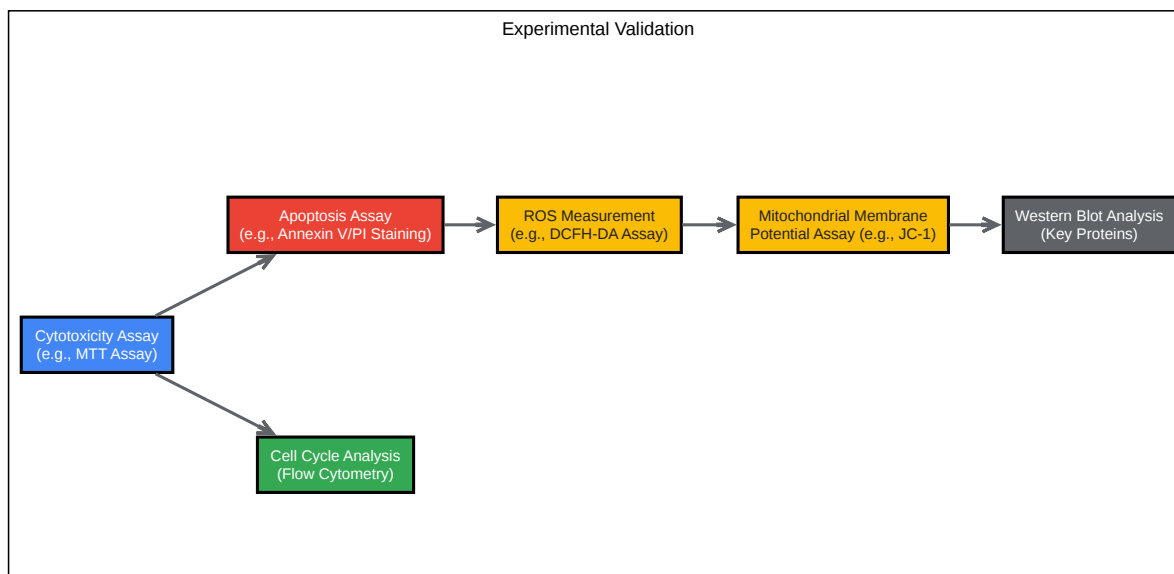 Experimental Validation
Apoptosis Assay
(e.g., Annexin V/PI Staining)
ROS Measurement
(e.g., DCFH-DA Assay)
Mitochondrial Membrane
Potential Assay (e.g., JC-1)
Western Blot Analysis
(Key Proteins)
Cytotoxicity Assay
(e.g., MTT Assay)
Cell Cycle Analysis
(Flow Cytometry)